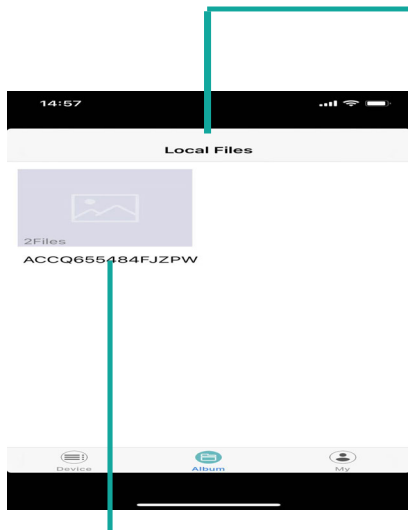 14:57
Local Files
2Files
ACCQ655484FJZPW
Device
Album
My